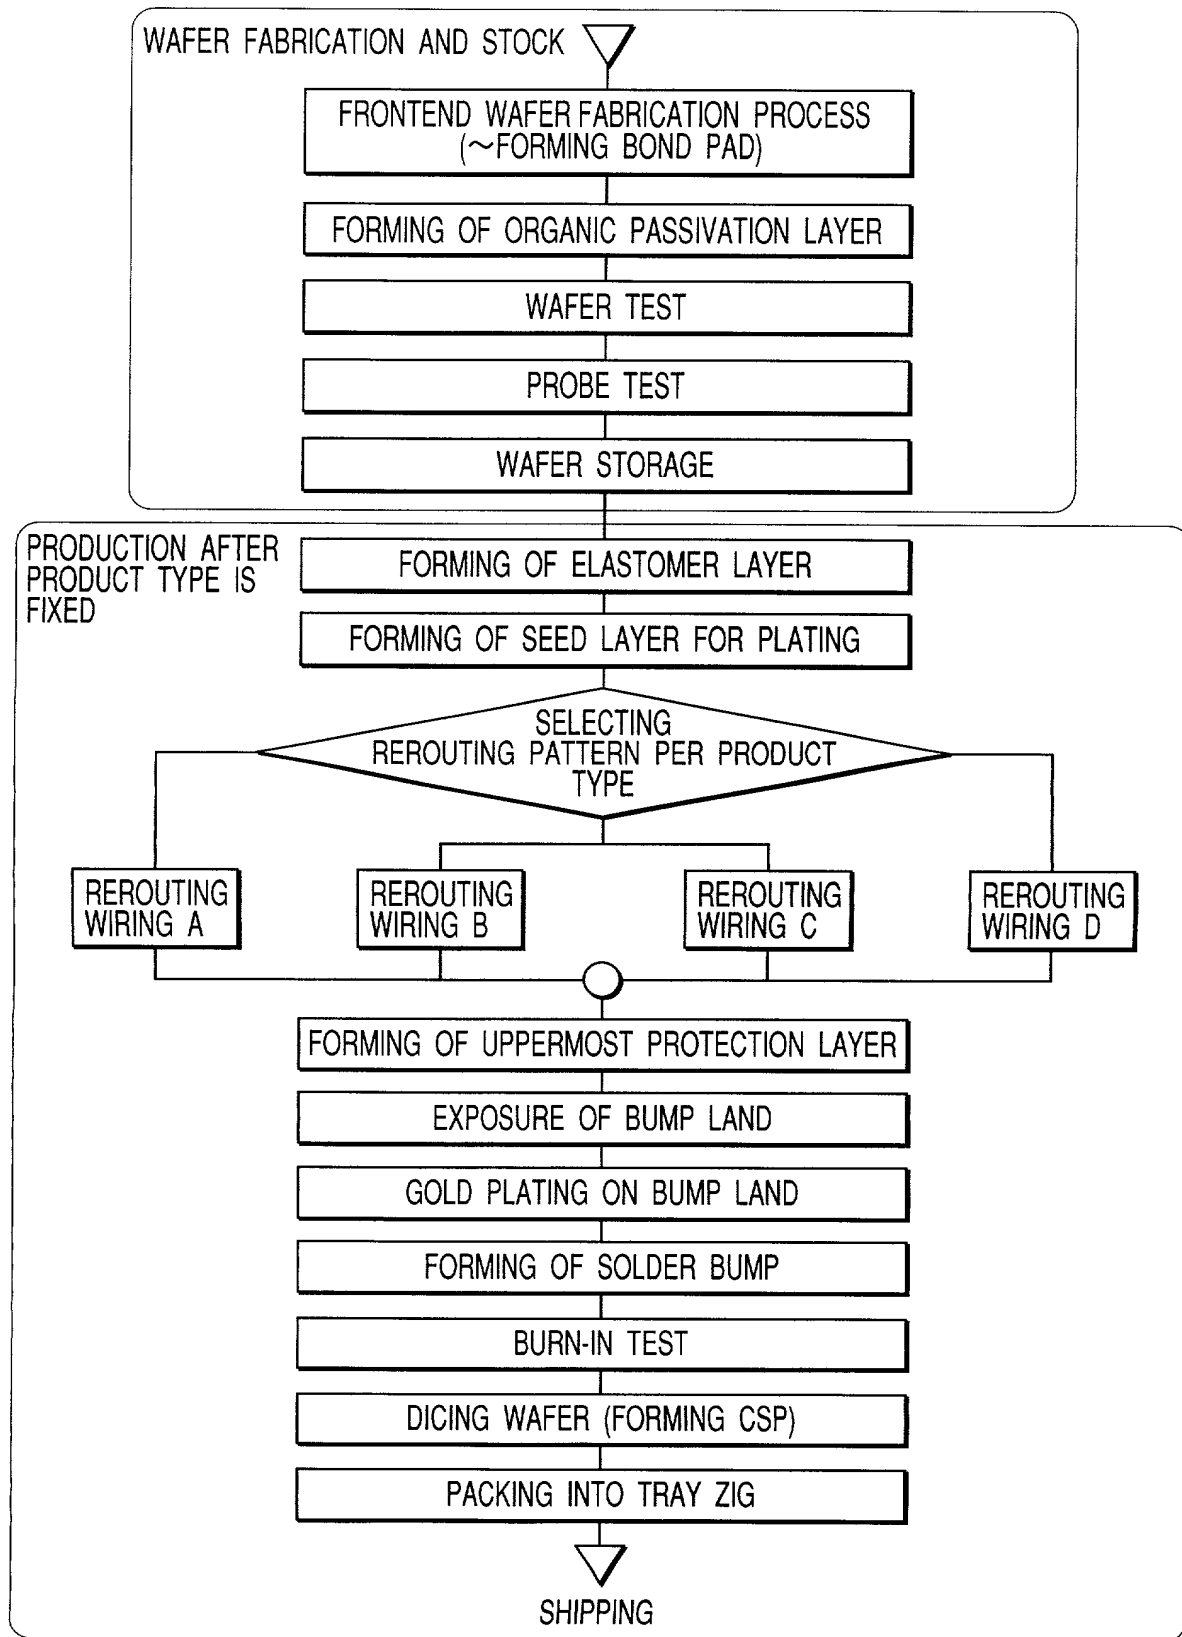 WAFER FABRICATION AND STOCK
FRONTEND WAFER FABRICATION PROCESS
(~FORMING BOND PAD)
FORMING OF ORGANIC PASSIVATION LAYER
WAFER TEST
PROBE TEST
WAFER STORAGE
PRODUCTION AFTER
PRODUCT TYPE IS
FIXED
FORMING OF ELASTOMER LAYER
FORMING OF SEED LAYER FOR PLATING
SELECTING
REROUTING PATTERN PER PRODUCT
TYPE
REROUTING
WIRING A
REROUTING
WIRING B
REROUTING
WIRING C
REROUTING
WIRING D
FORMING OF UPPERMOST PROTECTION LAYER
EXPOSURE OF BUMP LAND
GOLD PLATING ON BUMP LAND
FORMING OF SOLDER BUMP
BURN-IN TEST
DICING WAFER (FORMING CSP)
PACKING INTO TRAY ZIG
SHIPPING